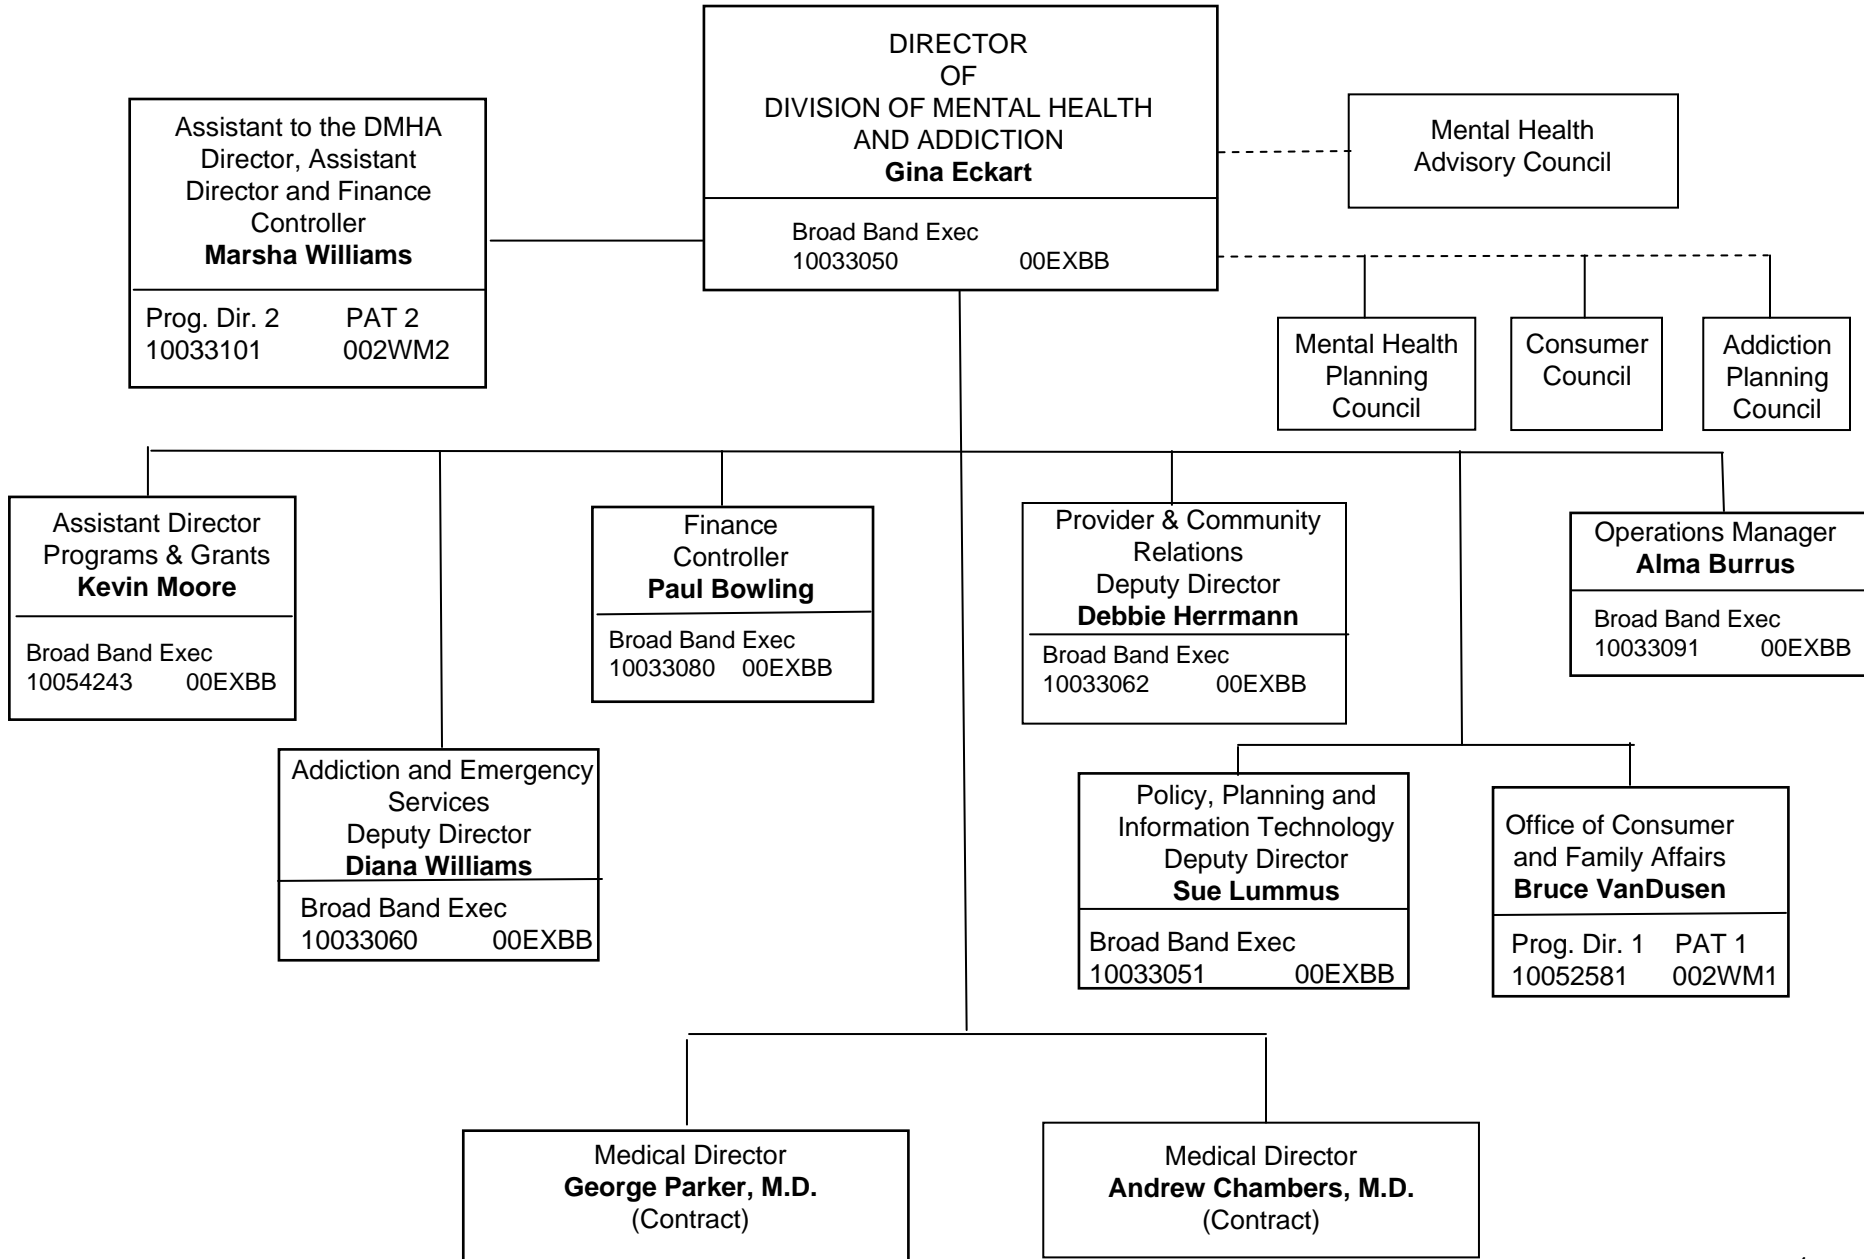 DIRECTOR
OF
DIVISION OF MENTAL HEALTH
AND ADDICTION
Gina Eckart
Broad Band Exec
10033050 00EXBB
Assistant to the DMHA
Director, Assistant
Director and Finance
Controller
Marsha Williams
Prog. Dir. 2 PAT 2
10033101 002WM2
Mental Health
Advisory Council
Mental Health
Planning
Council
Consumer
Council
Addiction
Planning
Council
Assistant Director
Programs & Grants
Kevin Moore
Broad Band Exec
10054243 00EXBB
Finance
Controller
Paul Bowling
Broad Band Exec
10033080 00EXBB
Provider & Community
Relations
Deputy Director
Debbie Herrmann
Broad Band Exec
10033062 00EXBB
Operations Manager
Alma Burrus
Broad Band Exec
10033091 00EXBB
Addiction and Emergency
Services
Deputy Director
Diana Williams
Broad Band Exec
10033060 00EXBB
Policy, Planning and
Information Technology
Deputy Director
Sue Lummus
Broad Band Exec
10033051 00EXBB
Office of Consumer
and Family Affairs
Bruce VanDusen
Prog. Dir. 1 PAT 1
10052581 002WM1
Medical Director
George Parker, M.D.
(Contract)
Medical Director
Andrew Chambers, M.D.
(Contract)